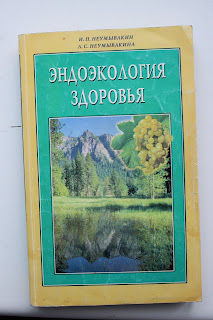 И. П. НЕУМЫВАКИН
Л. С. НЕУМЫВАКИНА
ЭНДОЭКОЛОГИЯ
ЗДОРОВЬЯ